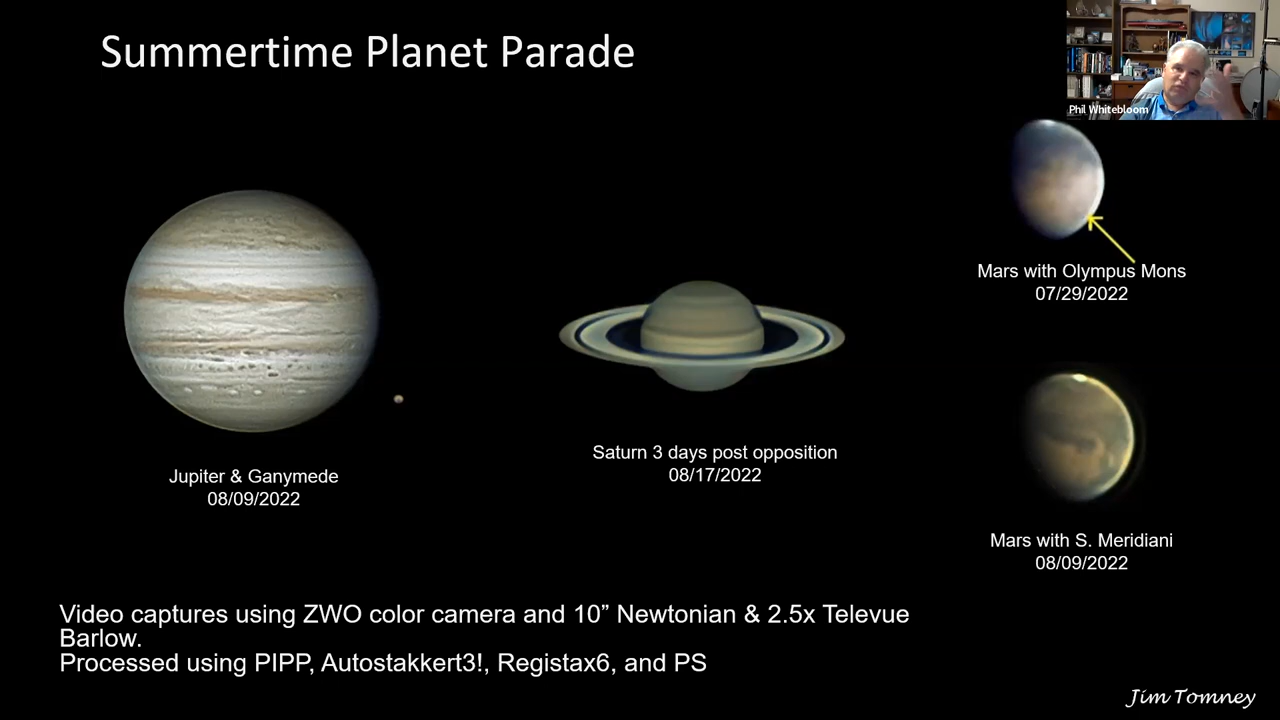 Summertime Planet Parade
Phil Whitebloom
Mars with Olympus Mons
07/29/2022
Saturn 3 days post opposition
08/17/2022
Jupiter & Ganymede
08/09/2022
Mars with S. Meridiani
08/09/2022
Video captures using ZWO color camera and 10” Newtonian & 2.5x Televue
Barlow.
Processed using PIPP, Autostakkert3!, Registax6, and PS
Jim Tomney